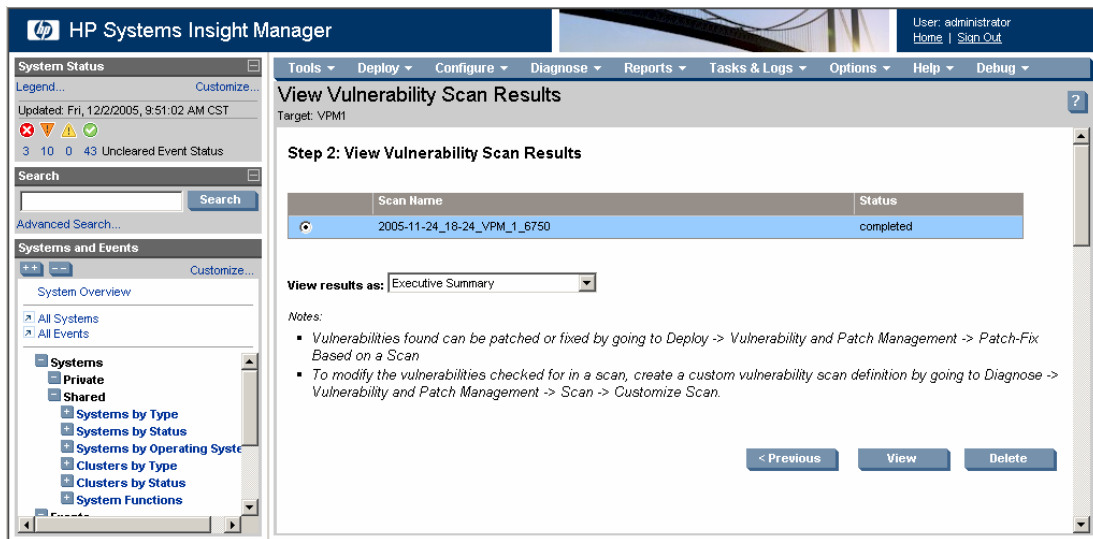 hp HP Systems Insight Manager
User: administrator
Home | Sign Out
System Status
Legend... Customize...
Updated: Fri, 12/2/2005, 9:51:02 AM CST
3 10 0 43 Uncleared Event Status
Search
Search
Advanced Search...
Systems and Events
++ -- Customize...
System Overview
All Systems
All Events
Systems
Private
Shared
Systems by Type
Systems by Status
Systems by Operating Syste
Clusters by Type
Clusters by Status
System Functions
Tools Deploy Configure Diagnose Reports Tasks & Logs Options Help Debug
View Vulnerability Scan Results
?
Target: VPM1
Step 2: View Vulnerability Scan Results
Scan Name Status
2005-11-24_18-24_VPM_1_6750 completed
View results as: Executive Summary
Notes:
▪ Vulnerabilities found can be patched or fixed by going to Deploy -> Vulnerability and Patch Management -> Patch-Fix
Based on a Scan
▪ To modify the vulnerabilities checked for in a scan, create a custom vulnerability scan definition by going to Diagnose ->
Vulnerability and Patch Management -> Scan -> Customize Scan.
< Previous View Delete